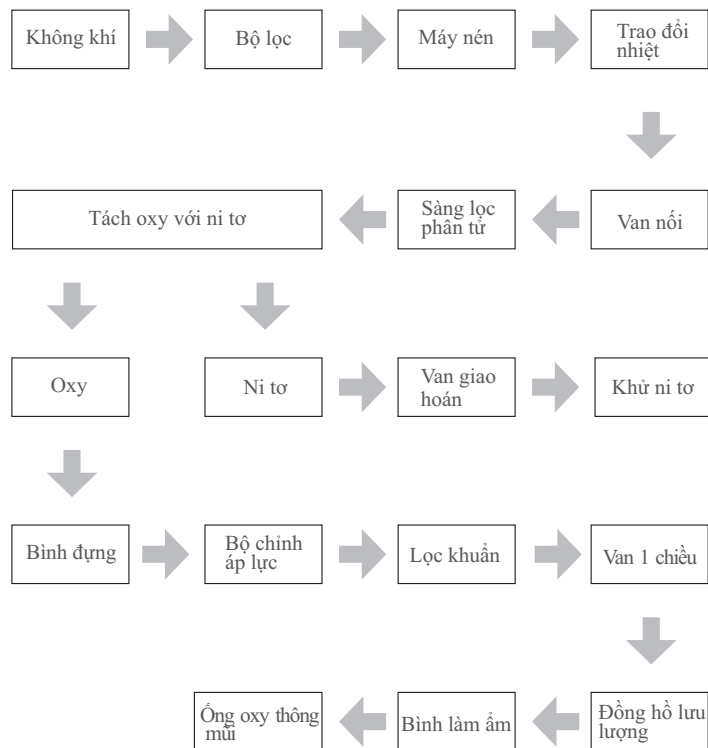 Không khí
Bộ lọc
Máy nén
Trao đổi
nhiệt
Tách oxy với ni tơ
Sàng lọc
phân tử
Van nối
Oxy
Ni tơ
Van giao
hoán
Khử ni tơ
Bình đựng
Bộ chỉnh
áp lực
Lọc khuẩn
Van 1 chiều
Ống oxy thông
mũi
Bình làm ẩm
Đồng hồ lưu
lượng